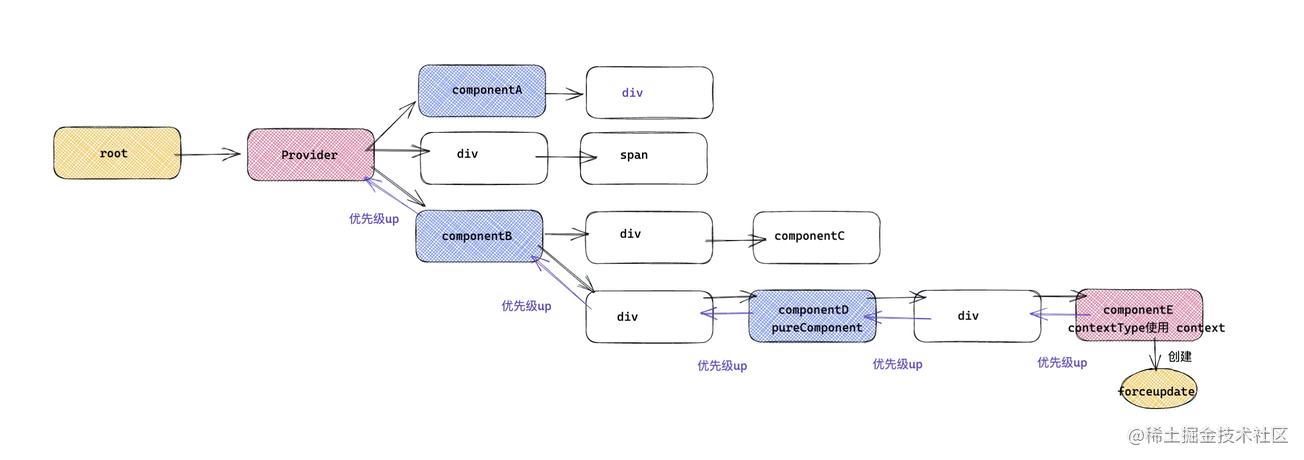 componentA
div
root
Provider
div
span
优先级up
componentB
div
componentC
优先级up
div
componentD
pureComponent
div
componentE
contextType使用 context
优先级up
优先级up
优先级up
创建
forceupdate
@稀土掘金技术社区